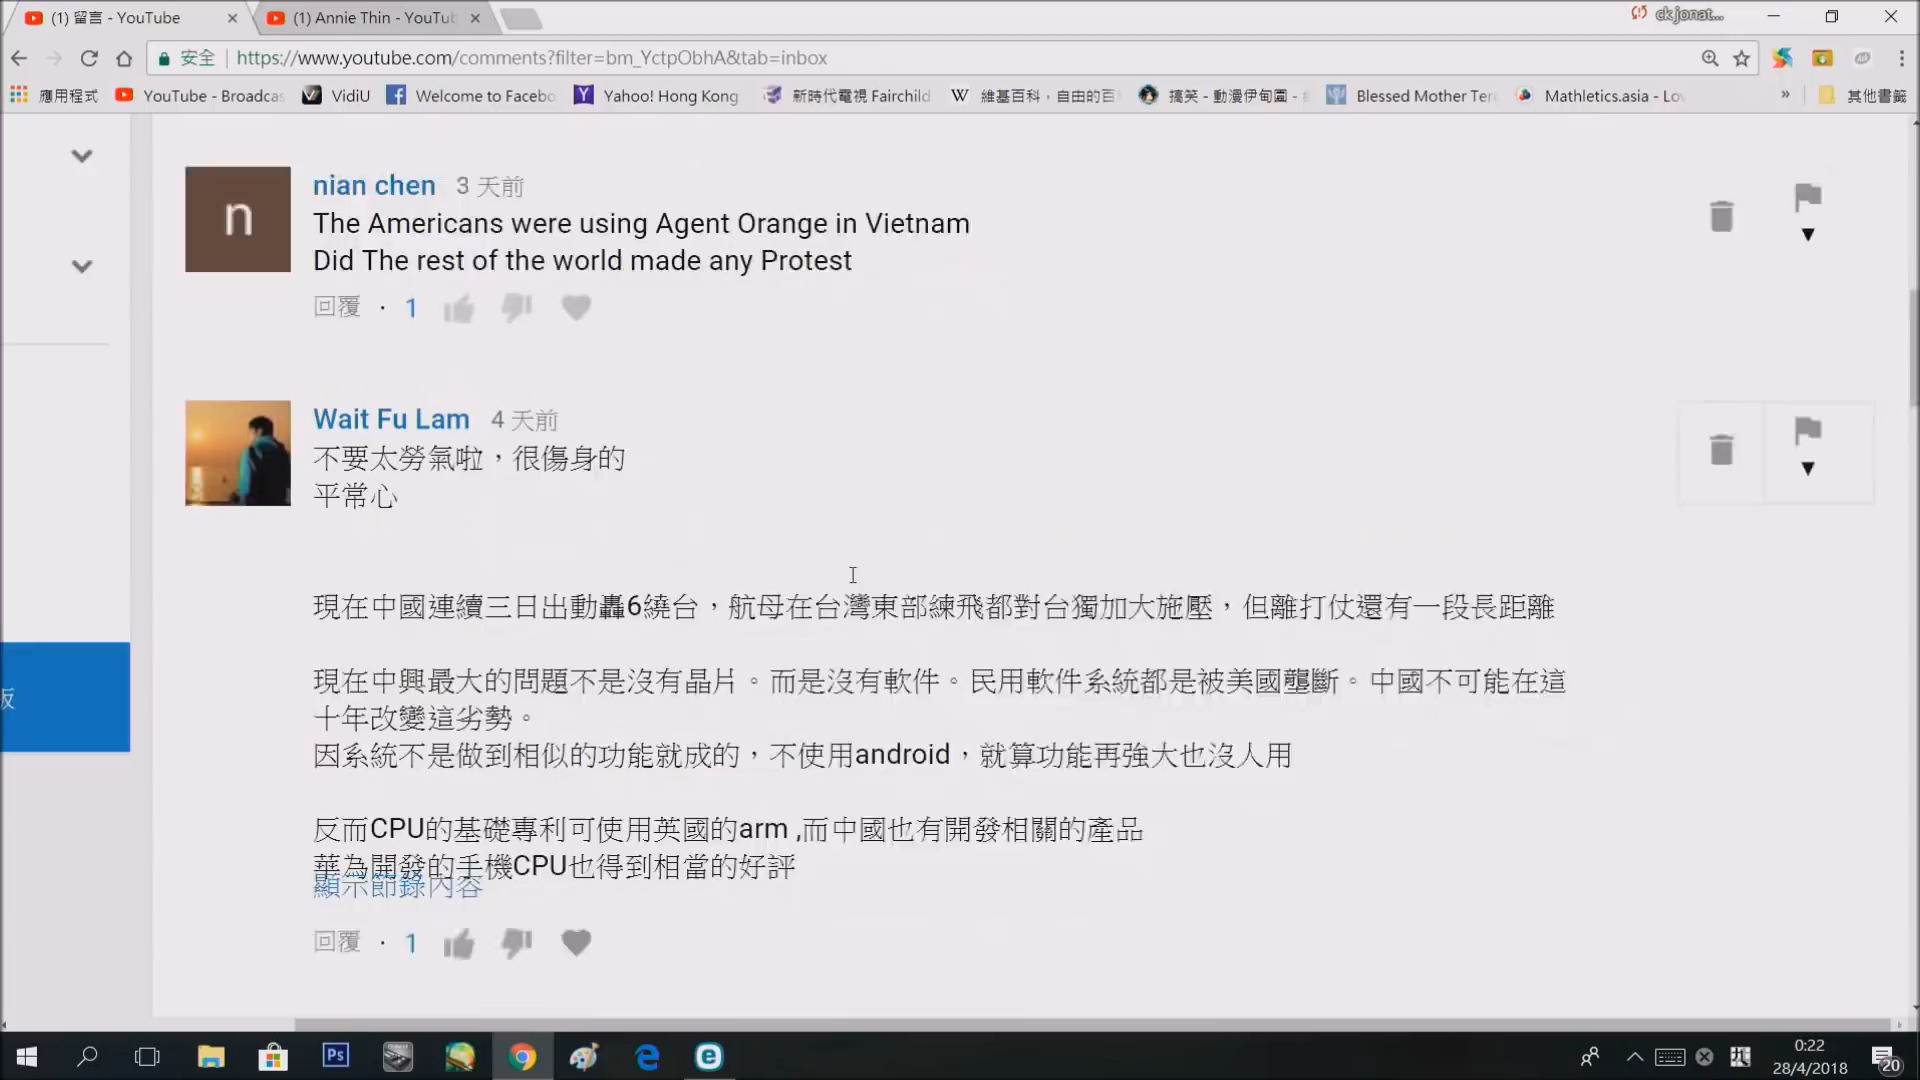 (1) 留言 - YouTube
(1) Annie Thin - YouTub
ckjonat...
安全
https://www.youtube.com/comments?filter=bm_YctpObhA&tab=inbox
應用程式
YouTube - Broadcas
VidiU
Welcome to Facebo
Yahoo! Hong Kong
新時代電視 Fairchild
維基百科，自由的百
搞笑 - 動漫伊甸園 -
Blessed Mother Ter
Mathletics.asia - Lo
»
其他書籤
n
nian chen 3 天前
The Americans were using Agent Orange in Vietnam
Did The rest of the world made any Protest
回覆 · 1
Wait Fu Lam 4 天前
不要太勞氣啦，很傷身的
平常心
現在中國連續三日出動轟6繞台，航母在台灣東部練飛都對台獨加大施壓，但離打仗還有一段長距離
現在中興最大的問題不是沒有晶片。而是沒有軟件。民用軟件系統都是被美國壟斷。中國不可能在這
十年改變這劣勢。
因系統不是做到相似的功能就成的，不使用android，就算功能再強大也沒人用
反而CPU的基礎專利可使用英國的arm ,而中國也有開發相關的產品
華為開發的手機CPU也得到相當的好評
顯示節錄內容
回覆 · 1
Ps
0:22
28/4/2018
20